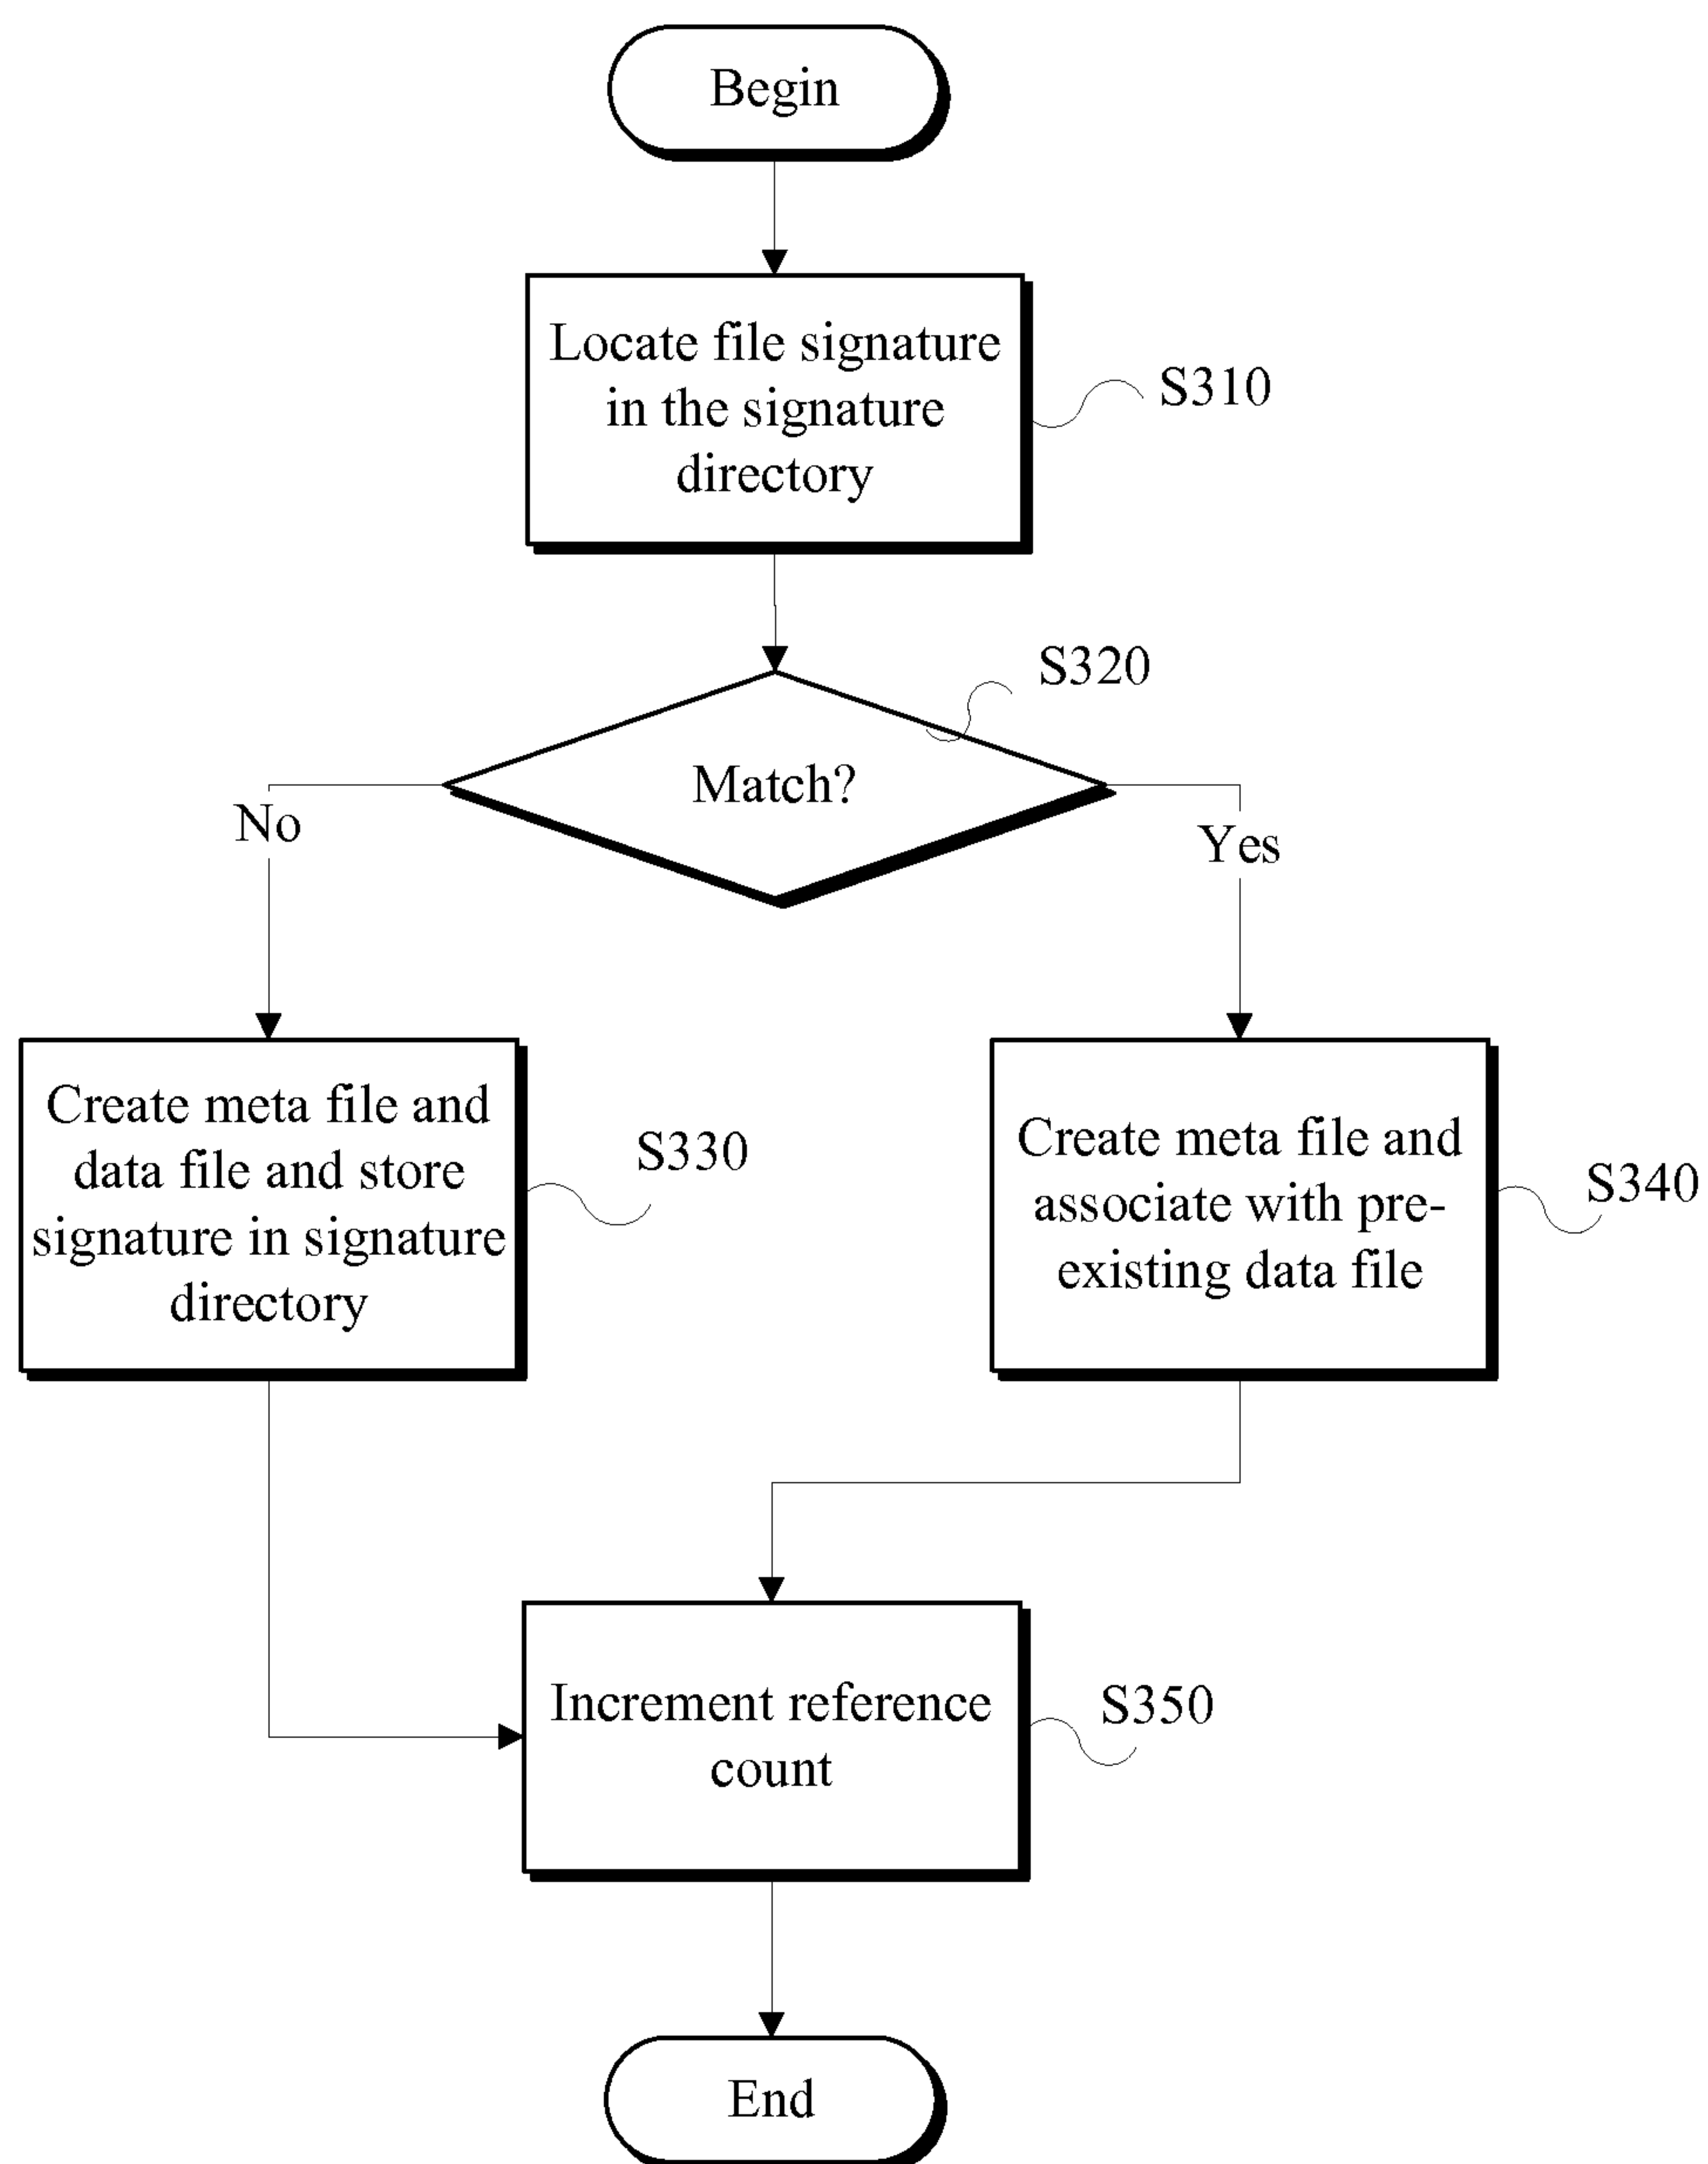 Begin
Locate file signature
in the signature
directory
S310
S320
Match?
No
Yes
Create meta file and
data file and store
signature in signature
directory
S330
Create meta file and
associate with pre-
existing data file
S340
Increment reference
count
S350
End